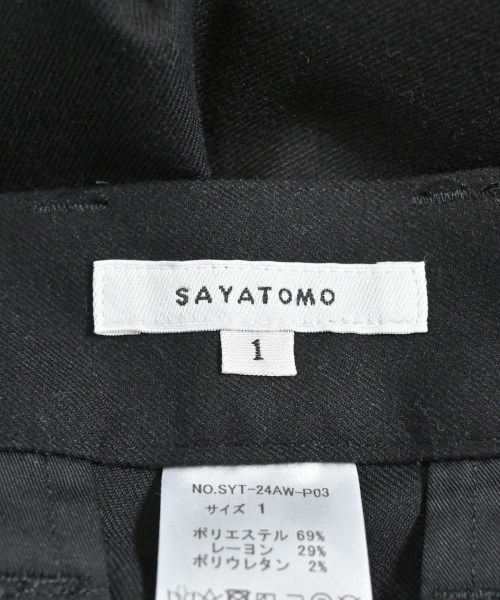 SAYATOMO
1
NO.SYT-24AW-P03
サイズ 1
ポリエステル 69%
レーヨン 29%
ポリウレタン 2%